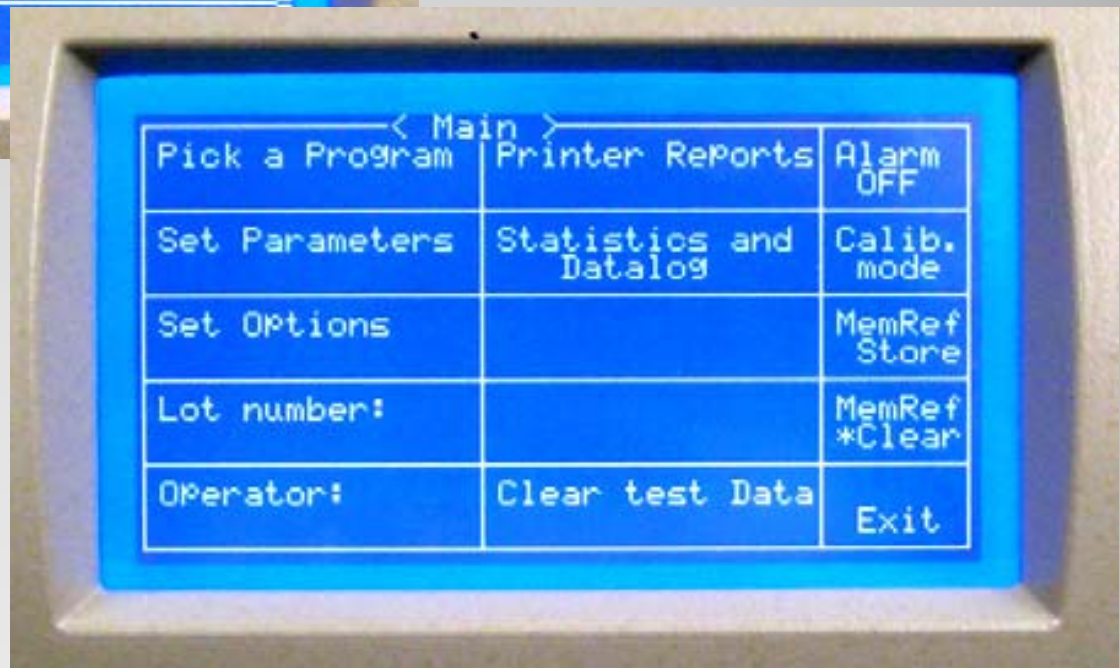 < Main >
Pick a Program
Printer Reports
Alarm
OFF
Set Parameters
Statistics and
Datalog
Calib.
mode
Set Options
MemRef
Store
Lot number:
MemRef
*Clear
Operator:
Clear test Data
Exit